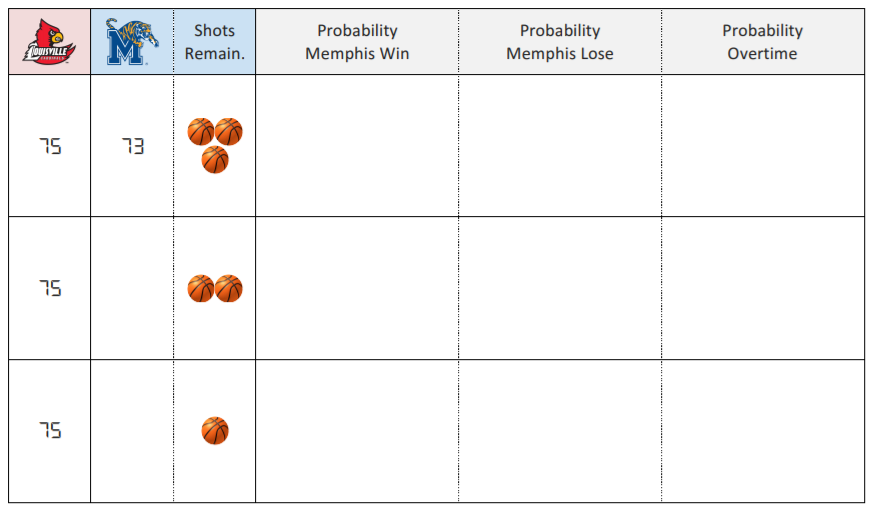 LOUISVILLE
CARDINALS
M
Shots
Remain.
Probability
Memphis Win
Probability
Memphis Lose
Probability
Overtime
75
73
75
75